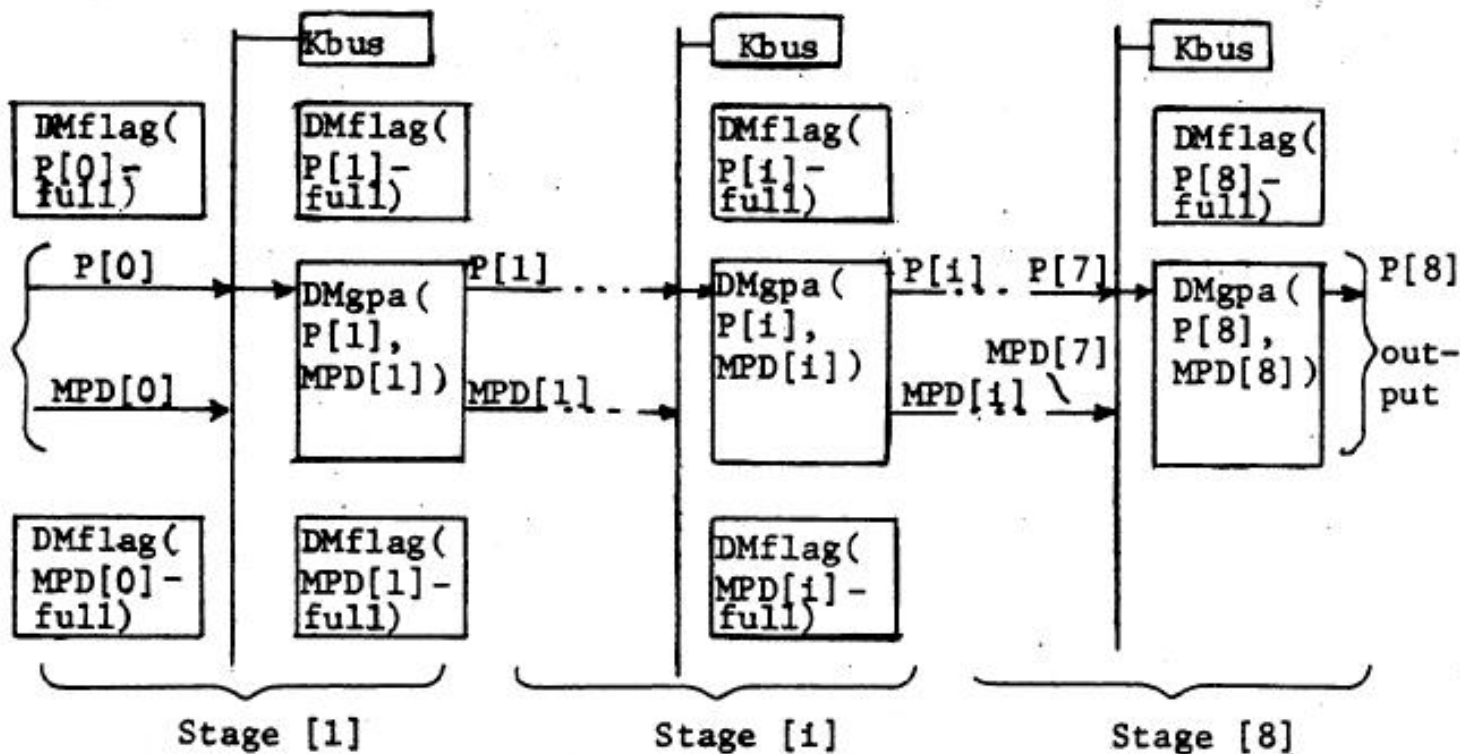 Kbus
Kbus
Kbus
DMflag(
P[0]-
full)
DMflag(
P[1]-
full)
DMflag(
P[i]-
full)
DMflag(
P[8]-
full)
P[0]
MPD[0]
DMgpa(
P[1],
MPD[1])
P[1]
MPD[1]
DMgpa(
P[i],
MPD[i])
P[i]
MPD[i]
P[7]
MPD[7]
DMgpa(
P[8],
MPD[8])
P[8]
out-
put
DMflag(
MPD[0]-
full)
DMflag(
MPD[1]-
full)
DMflag(
MPD[i]-
full)
Stage [1]
Stage [i]
Stage [8]